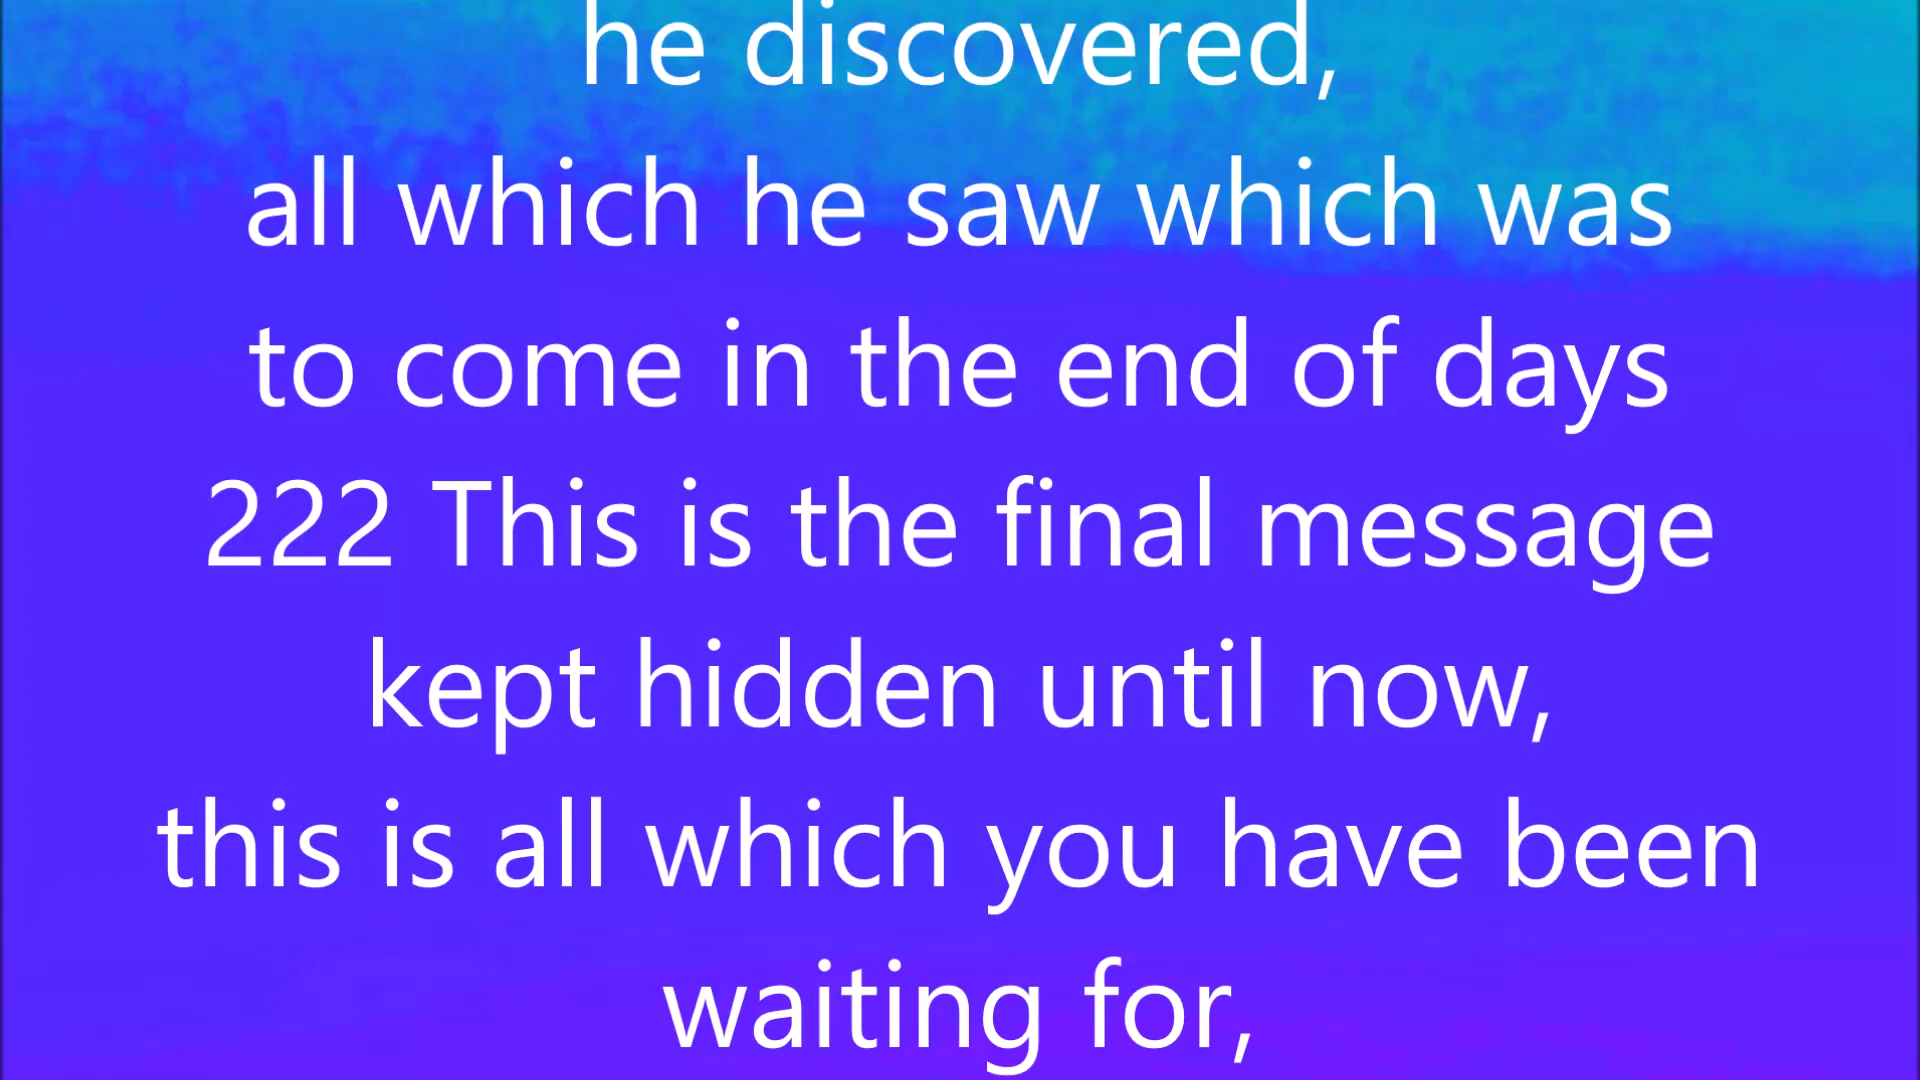 he discovered,
all which he saw which was
to come in the end of days
222 This is the final message
kept hidden until now,
this is all which you have been
waiting for,